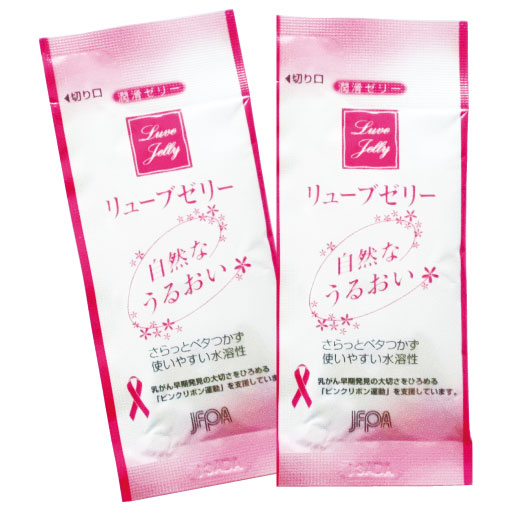 ◀切り口
潤滑ゼリー
Luve
Jelly
リューブゼリー
自然な
うるおい
さらっとベタつかず
使いやすい水溶性
乳がん早期発見の大切さをひろめる
「ピンクリボン運動」を支援しています。
JFPA
◀切り口
潤滑ゼリー
Luve
Jelly
リューブゼリー
自然な
うるおい
さらっとベタつかず
使いやすい水溶性
乳がん早期発見の大切さをひろめる
「ピンクリボン運動」を支援しています。
JFPA